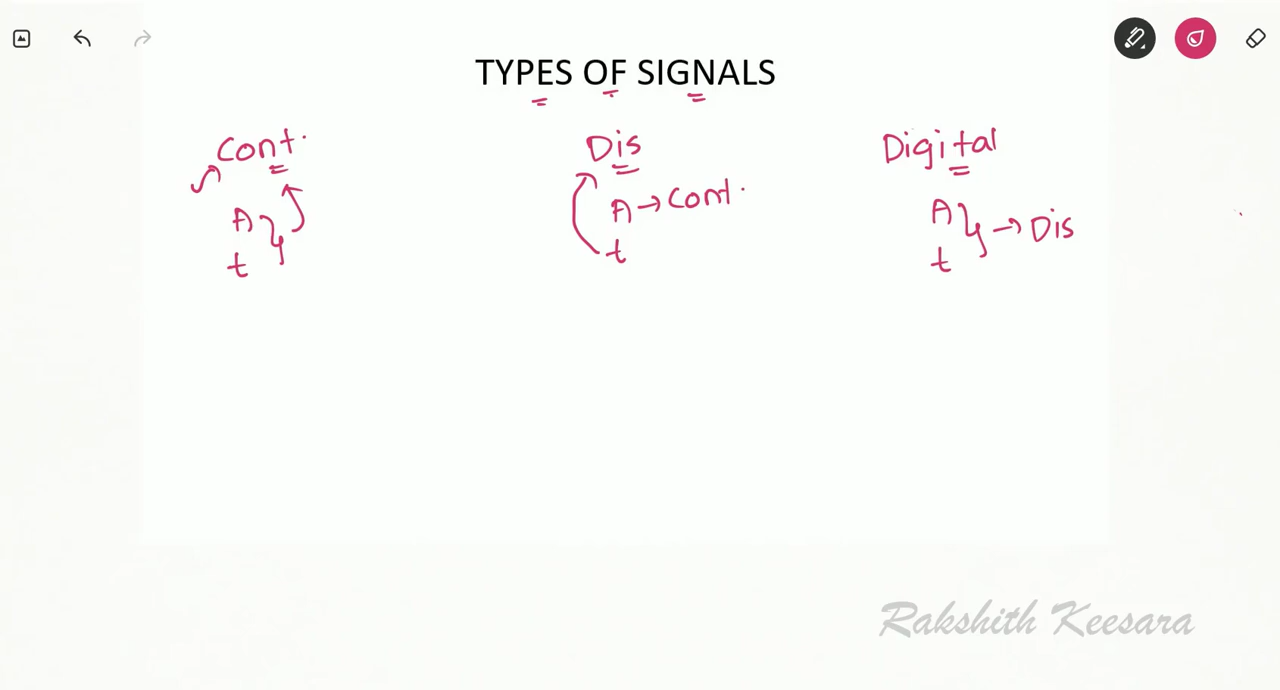 TYPES OF SIGNALS
Cont.
A
t
Dis
A → Cont.
t
Digital
A
t
→ Dis
Rakshith Keesara